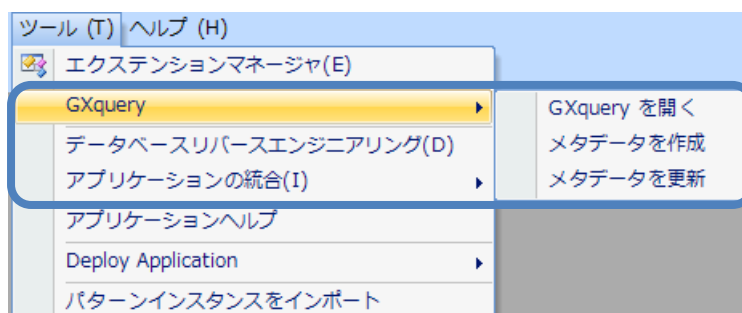 ツール (T) ヘルプ (H)
エクステンションマネージャ(E)
GXquery
GXquery を開く
メタデータを作成
メタデータを更新
データベースリバースエンジニアリング(D)
アプリケーションの統合(I)
アプリケーションヘルプ
Deploy Application
パターンインスタンスをインポート